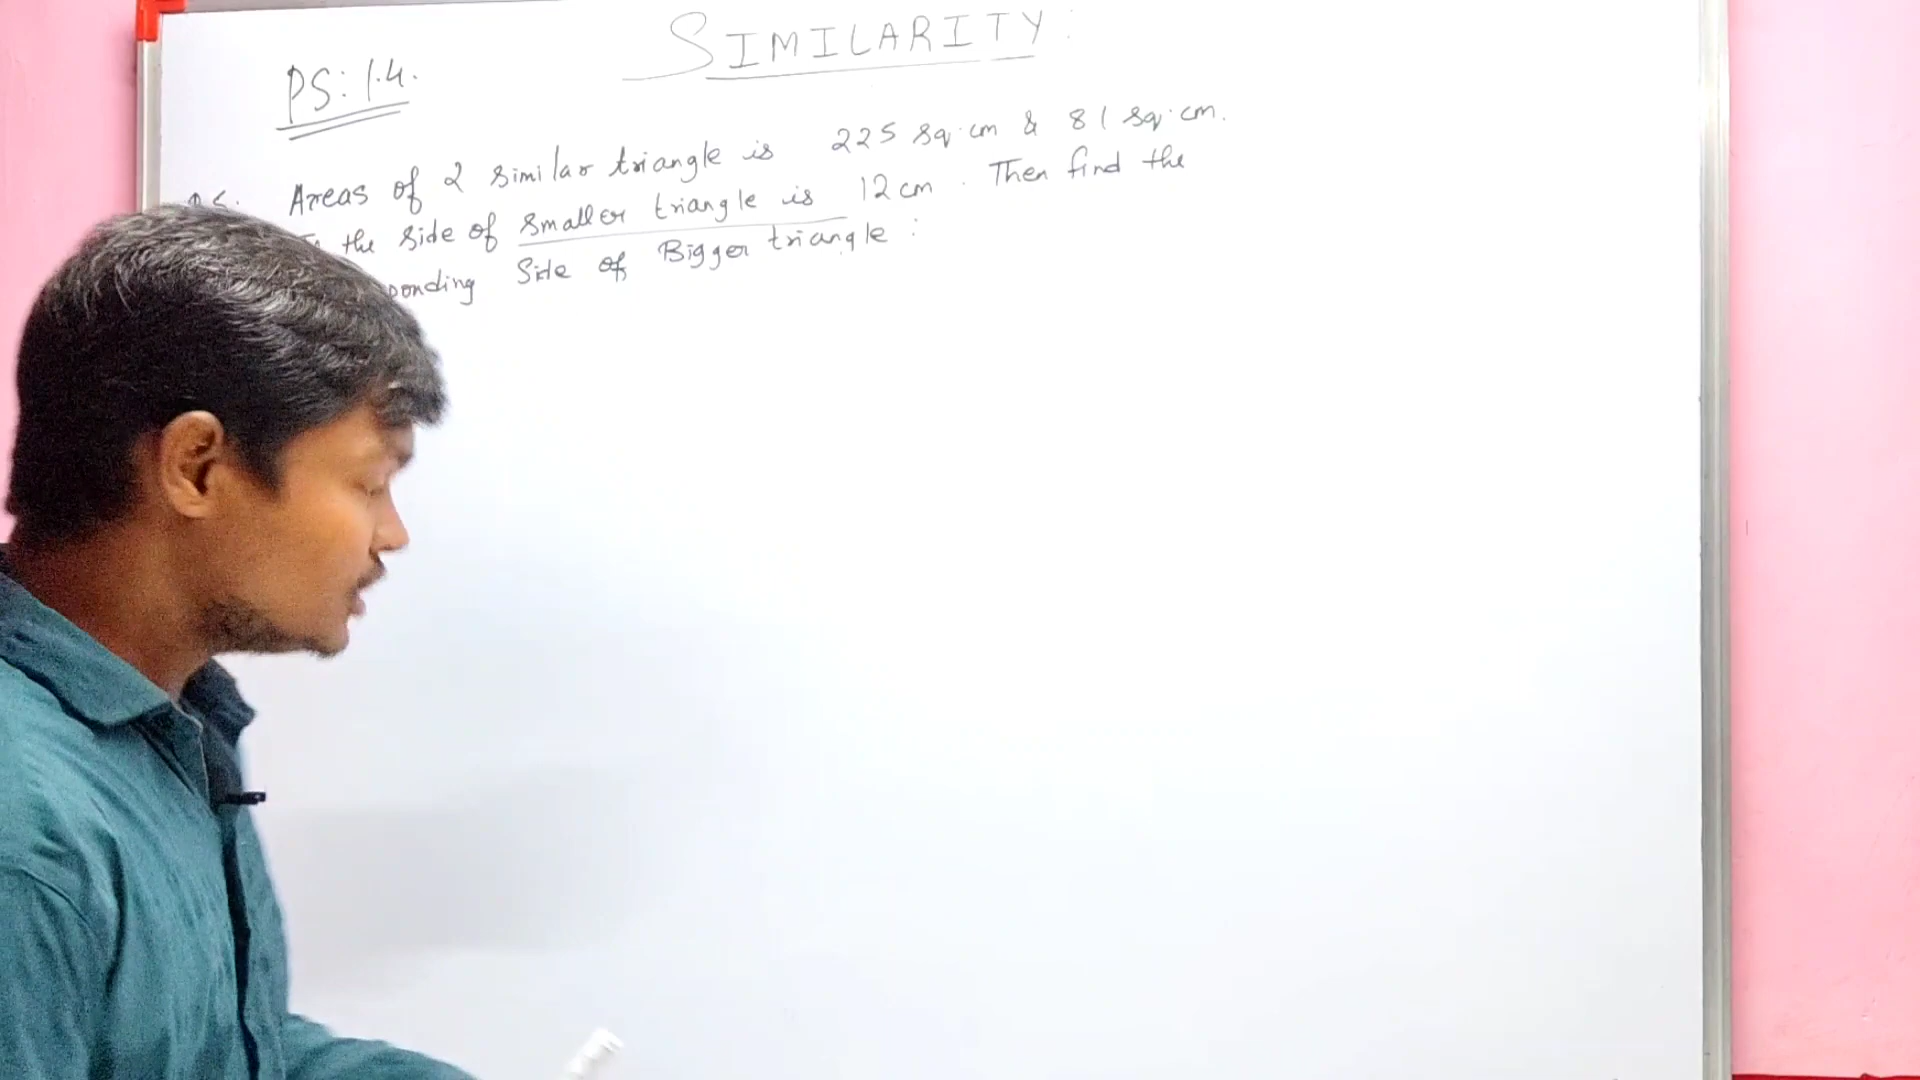 SIMILARITY:
PS: 1.4.
Areas of 2 similar triangle is 225 sq.cm & 81 sq.cm.
the side of smaller triangle is 12 cm. Then find the
ponding Side of Bigger triangle: